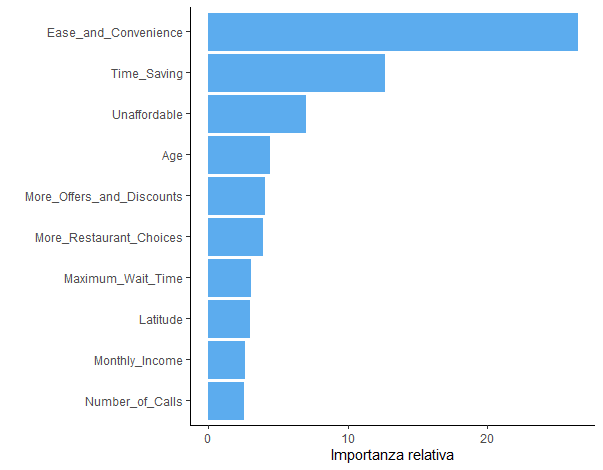 Ease_and_Convenience
Time_Saving
Unaffordable
Age
More_Offers_and_Discounts
More_Restaurant_Choices
Maximum_Wait_Time
Latitude
Monthly_Income
Number_of_Calls
0 10 20
Importanza relativa